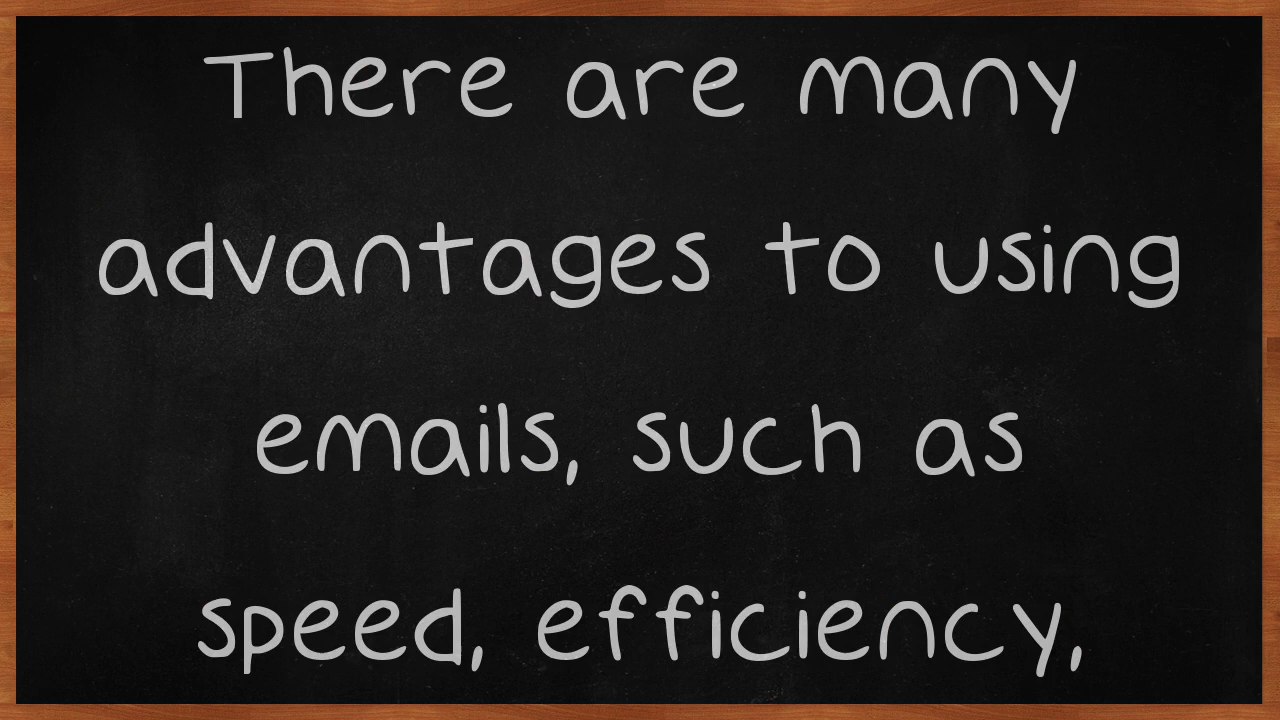 There are many
advantages to using
emails, such as
speed, efficiency,